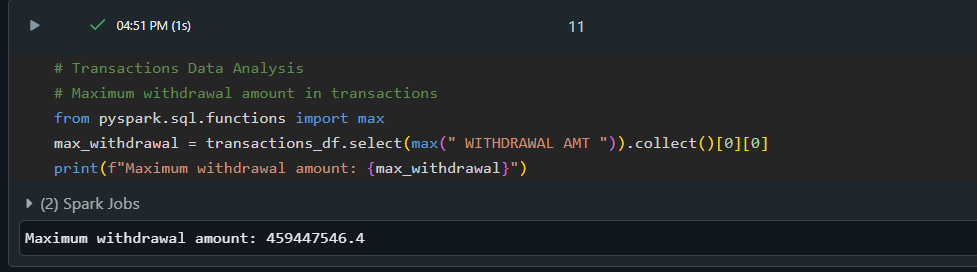 04:51 PM (1s)
11
# Transactions Data Analysis
# Maximum withdrawal amount in transactions
from pyspark.sql.functions import max
max_withdrawal = transactions_df.select(max(" WITHDRAWAL AMT ")).collect()[0][0]
print(f"Maximum withdrawal amount: {max_withdrawal}")
(2) Spark Jobs
Maximum withdrawal amount: 459447546.4